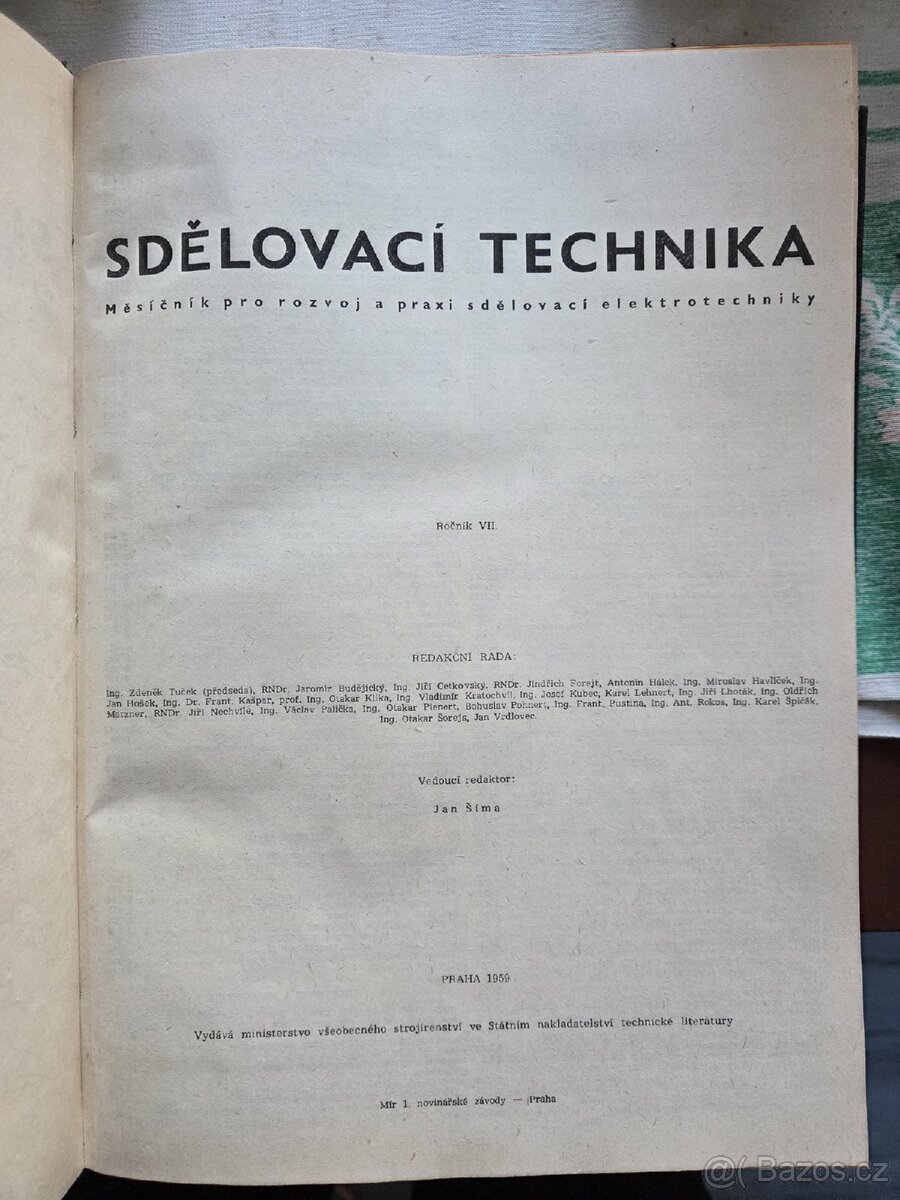 SDĚLOVACÍ TECHNIKA
Měsíčník pro rozvoj a praxi sdělovací elektrotechniky
Ročník VII.
REDAKČNÍ RADA:
Ing. Zdeněk Tuček (předseda), RNDr. Jaromír Budějický, Ing. Jiří Cetkovský, RNDr. Jindřich Forejt, Antonín Hálek, Ing. Miroslav Havlíček, Ing.
Jan Hošek, Ing. Dr. Frant. Kašpar, prof. Ing. Otakar Klika, Ing. Vladimír Kratochvíl, Ing. Josef Kubec, Karel Lehnert, Ing. Jiří Lhoták, Ing. Oldřich
Matzner, RNDr. Jiří Nechvíle, Ing. Václav Palička, Ing. Otakar Plenert, Bohuslav Pohnert, Ing. Frant. Pustina, Ing. Ant. Rokos, Ing. Karel Špičák,
Ing. Otakar Šorejs, Jan Vrdlovec.
Vedoucí redaktor:
Jan Šíma
PRAHA 1959
Vydává ministerstvo všeobecného strojírenství ve Státním nakladatelství technické literatury
Mír 1, novinářské závody — Praha
@( Bazos.cz